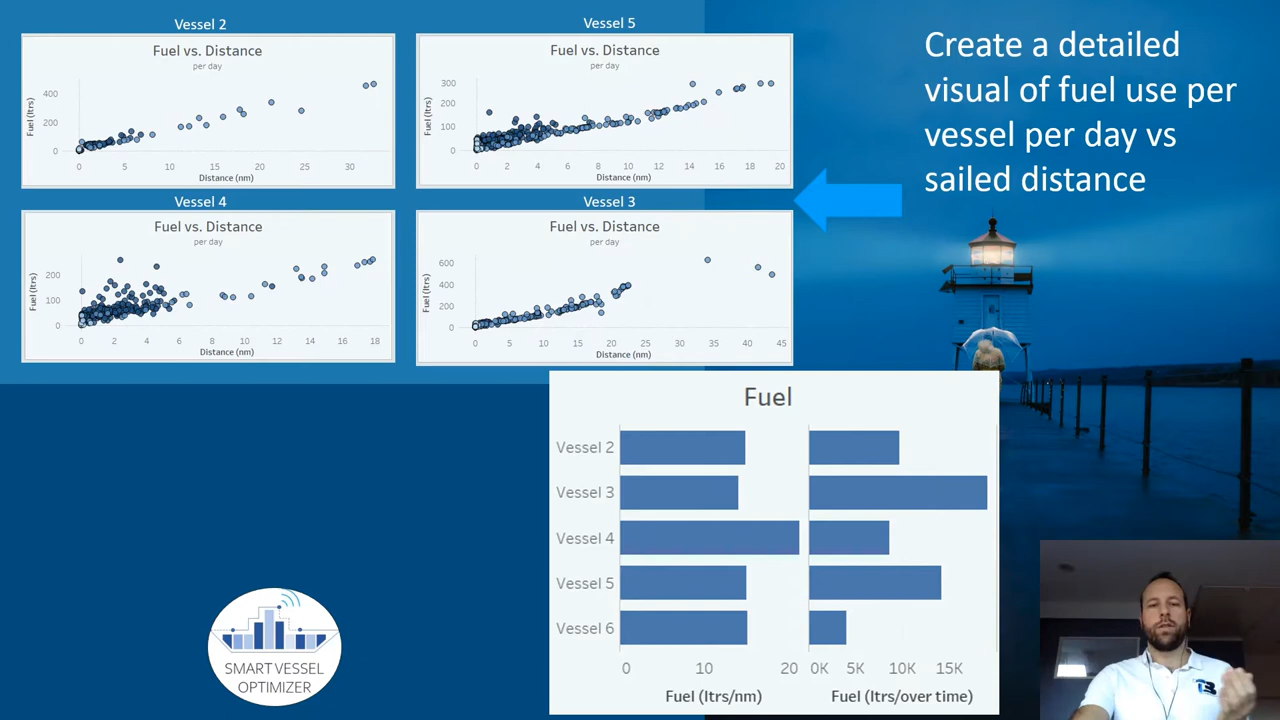 Vessel 2
Fuel vs. Distance
per day
Fuel (ltrs)
400
200
0
0 5 10 15 20 25 30
Distance (nm)
Vessel 5
Fuel vs. Distance
per day
Fuel (ltrs)
300
200
100
0
0 2 4 6 8 10 12 14 16 18 20
Distance (nm)
Vessel 4
Fuel vs. Distance
per day
Fuel (ltrs)
200
100
0
0 2 4 6 8 10 12 14 16 18
Distance (nm)
Vessel 3
Fuel vs. Distance
per day
Fuel (ltrs)
600
400
200
0
0 5 10 15 20 25 30 35 40 45
Distance (nm)
Create a detailed
visual of fuel use per
vessel per day vs
sailed distance
Fuel
Vessel 2
Vessel 3
Vessel 4
Vessel 5
Vessel 6
0 10 20 0K 5K 10K 15K
Fuel (ltrs/nm) Fuel (ltrs/over time)
SMART VESSEL
OPTIMIZER